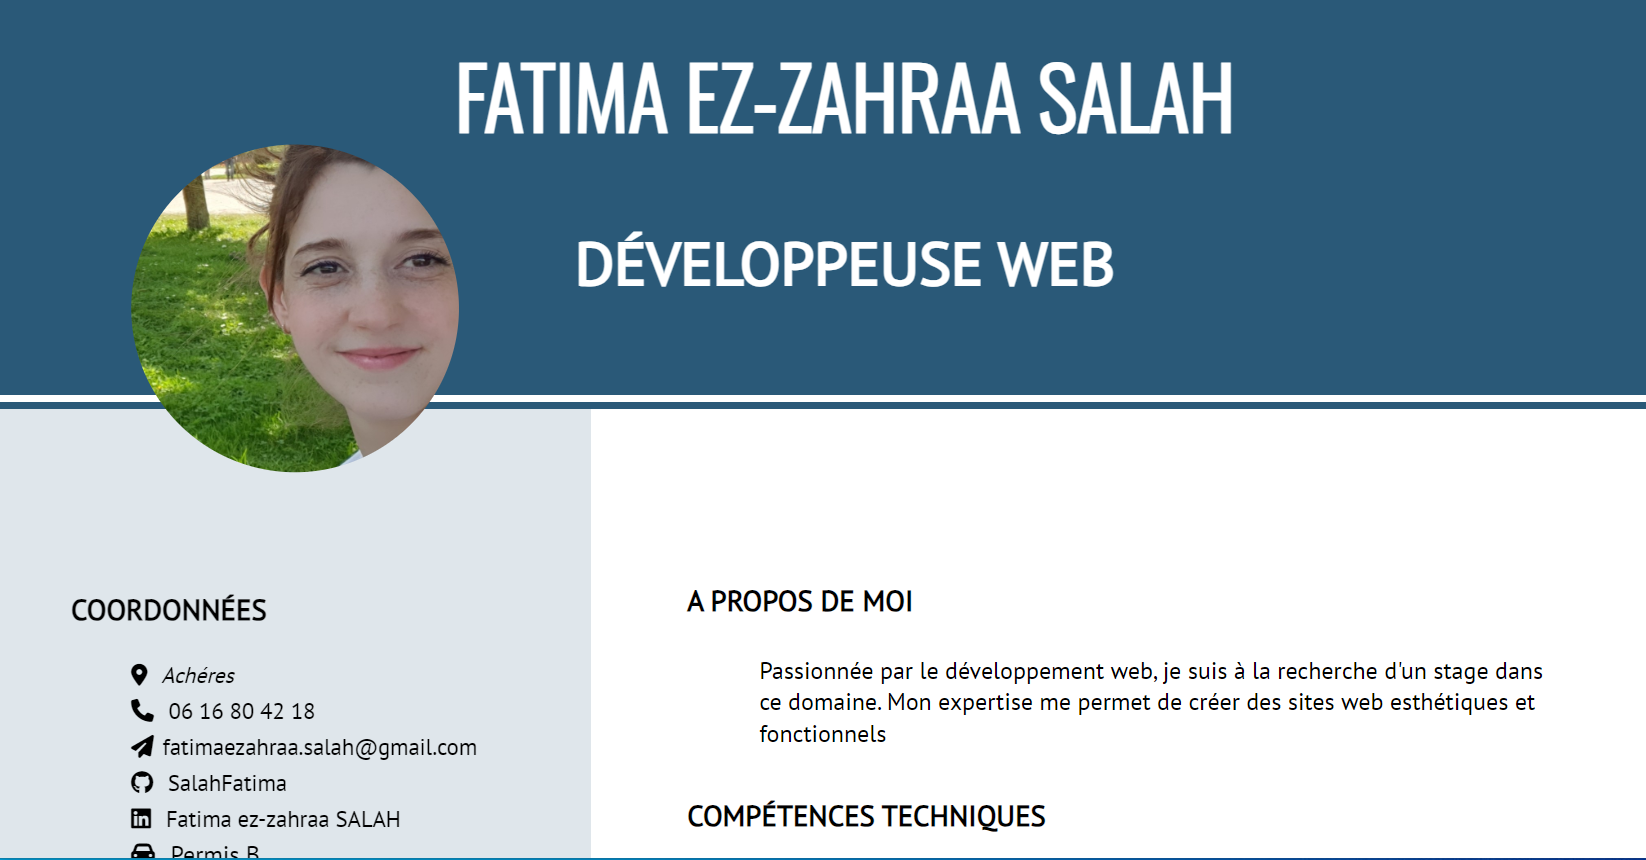 FATIMA EZ-ZAHRAA SALAH
DÉVELOPPEUSE WEB
COORDONNÉES
Achéres
06 16 80 42 18
fatimaezahraa.salah@gmail.com
SalahFatima
Fatima ez-zahraa SALAH
Permis B
A PROPOS DE MOI
Passionnée par le développement web, je suis à la recherche d'un stage dans
ce domaine. Mon expertise me permet de créer des sites web esthétiques et
fonctionnels
COMPÉTENCES TECHNIQUES